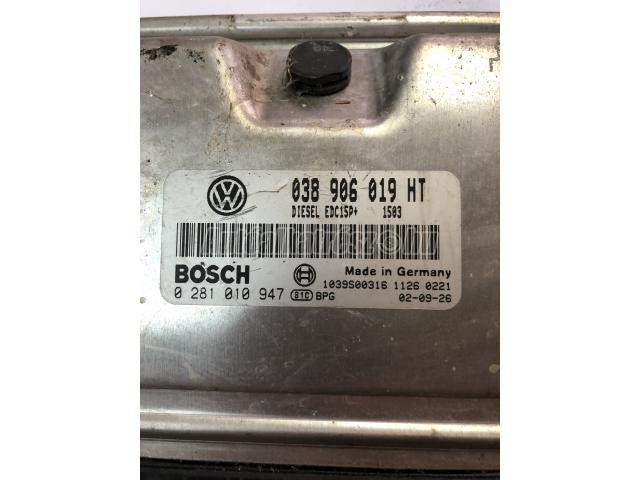 038 906 019 HT
DIESEL EDC15P+ 1503
BOSCH
Made in Germany
1039S00316 1126 0221
0 281 010 947 81C BPG 02-09-26